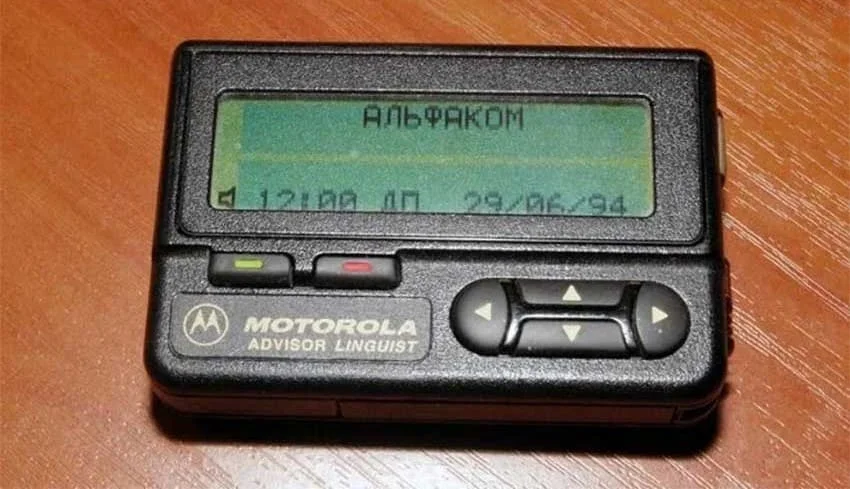 АЛЬФАКОМ
12:00 ДП 29/06/94
MOTOROLA
ADVISOR LINGUIST